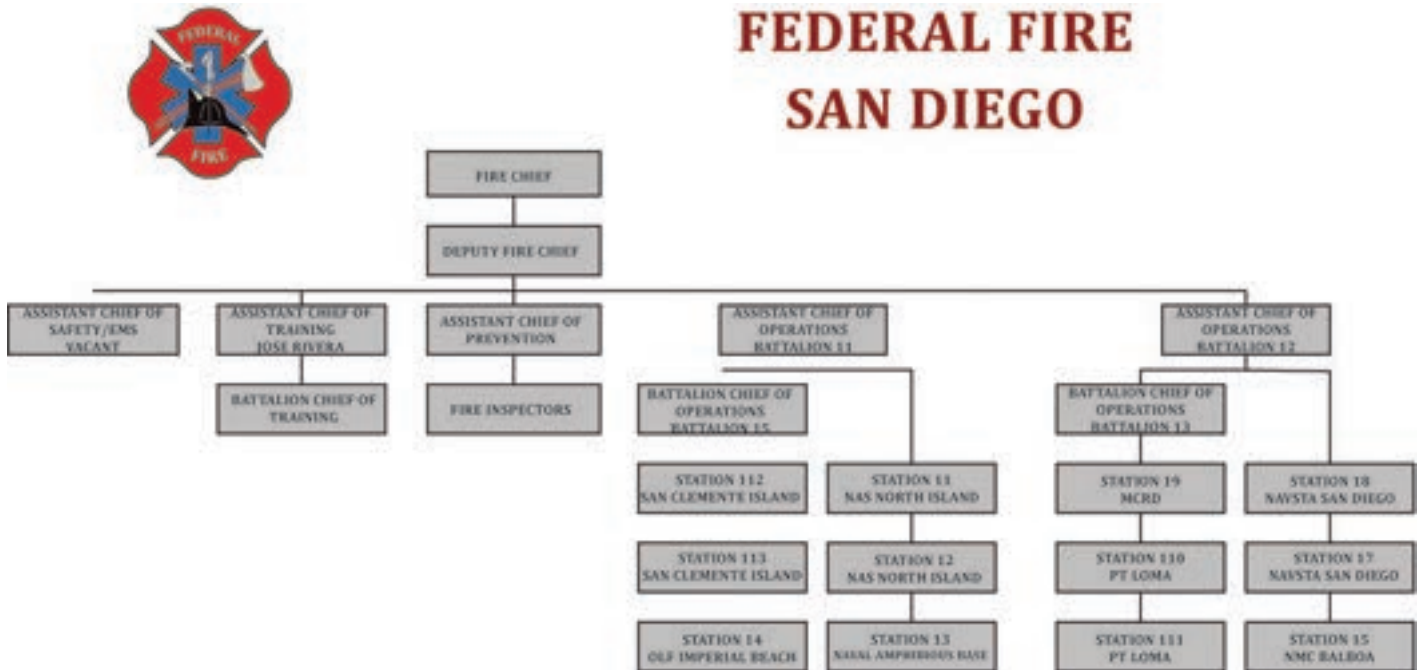 FEDERAL
1
FIRE
FEDERAL FIRE
SAN DIEGO
FIRE CHIEF
DEPUTY FIRE CHIEF
ASSISTANT CHIEF OF
SAFETY/EMS
VACANT
ASSISTANT CHIEF OF
TRAINING
JOSE RIVERA
ASSISTANT CHIEF OF
PREVENTION
ASSISTANT CHIEF OF
OPERATIONS
BATTALION 11
ASSISTANT CHIEF OF
OPERATIONS
BATTALION 12
BATTALION CHIEF OF
TRAINING
FIRE INSPECTORS
BATTALION CHIEF OF
OPERATIONS
BATTALION 15
BATTALION CHIEF OF
OPERATIONS
BATTALION 13
STATION 112
SAN CLEMENTE ISLAND
STATION 11
NAS NORTH ISLAND
STATION 19
MCRD
STATION 18
NAVSTA SAN DIEGO
STATION 113
SAN CLEMENTE ISLAND
STATION 12
NAS NORTH ISLAND
STATION 110
PT LOMA
STATION 17
NAVSTA SAN DIEGO
STATION 14
OLF IMPERIAL BEACH
STATION 13
NAVAL AMPHIBIOUS BASE
STATION 111
PT LOMA
STATION 15
NMC BALBOA